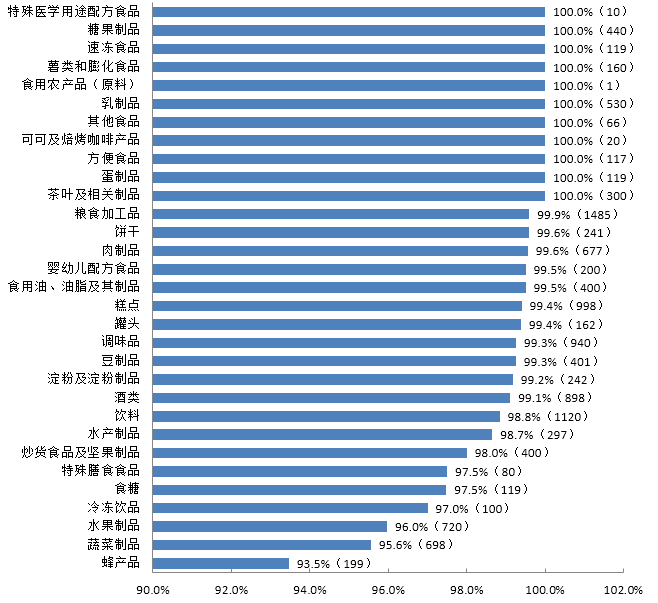 特殊医学用途配方食品 100.0%（10）
糖果制品 100.0%（440）
速冻食品 100.0%（119）
薯类和膨化食品 100.0%（160）
食用农产品（原料） 100.0%（1）
乳制品 100.0%（530）
其他食品 100.0%（66）
可可及焙烤咖啡产品 100.0%（20）
方便食品 100.0%（117）
蛋制品 100.0%（119）
茶叶及相关制品 100.0%（300）
粮食加工品 99.9%（1485）
饼干 99.6%（241）
肉制品 99.6%（677）
婴幼儿配方食品 99.5%（200）
食用油、油脂及其制品 99.5%（400）
糕点 99.4%（998）
罐头 99.4%（162）
调味品 99.3%（940）
豆制品 99.3%（401）
淀粉及淀粉制品 99.2%（242）
酒类 99.1%（898）
饮料 98.8%（1120）
水产制品 98.7%（297）
炒货食品及坚果制品 98.0%（400）
特殊膳食食品 97.5%（80）
食糖 97.5%（119）
冷冻饮品 97.0%（100）
水果制品 96.0%（720）
蔬菜制品 95.6%（698）
蜂产品 93.5%（199）
90.0% 92.0% 94.0% 96.0% 98.0% 100.0% 102.0%